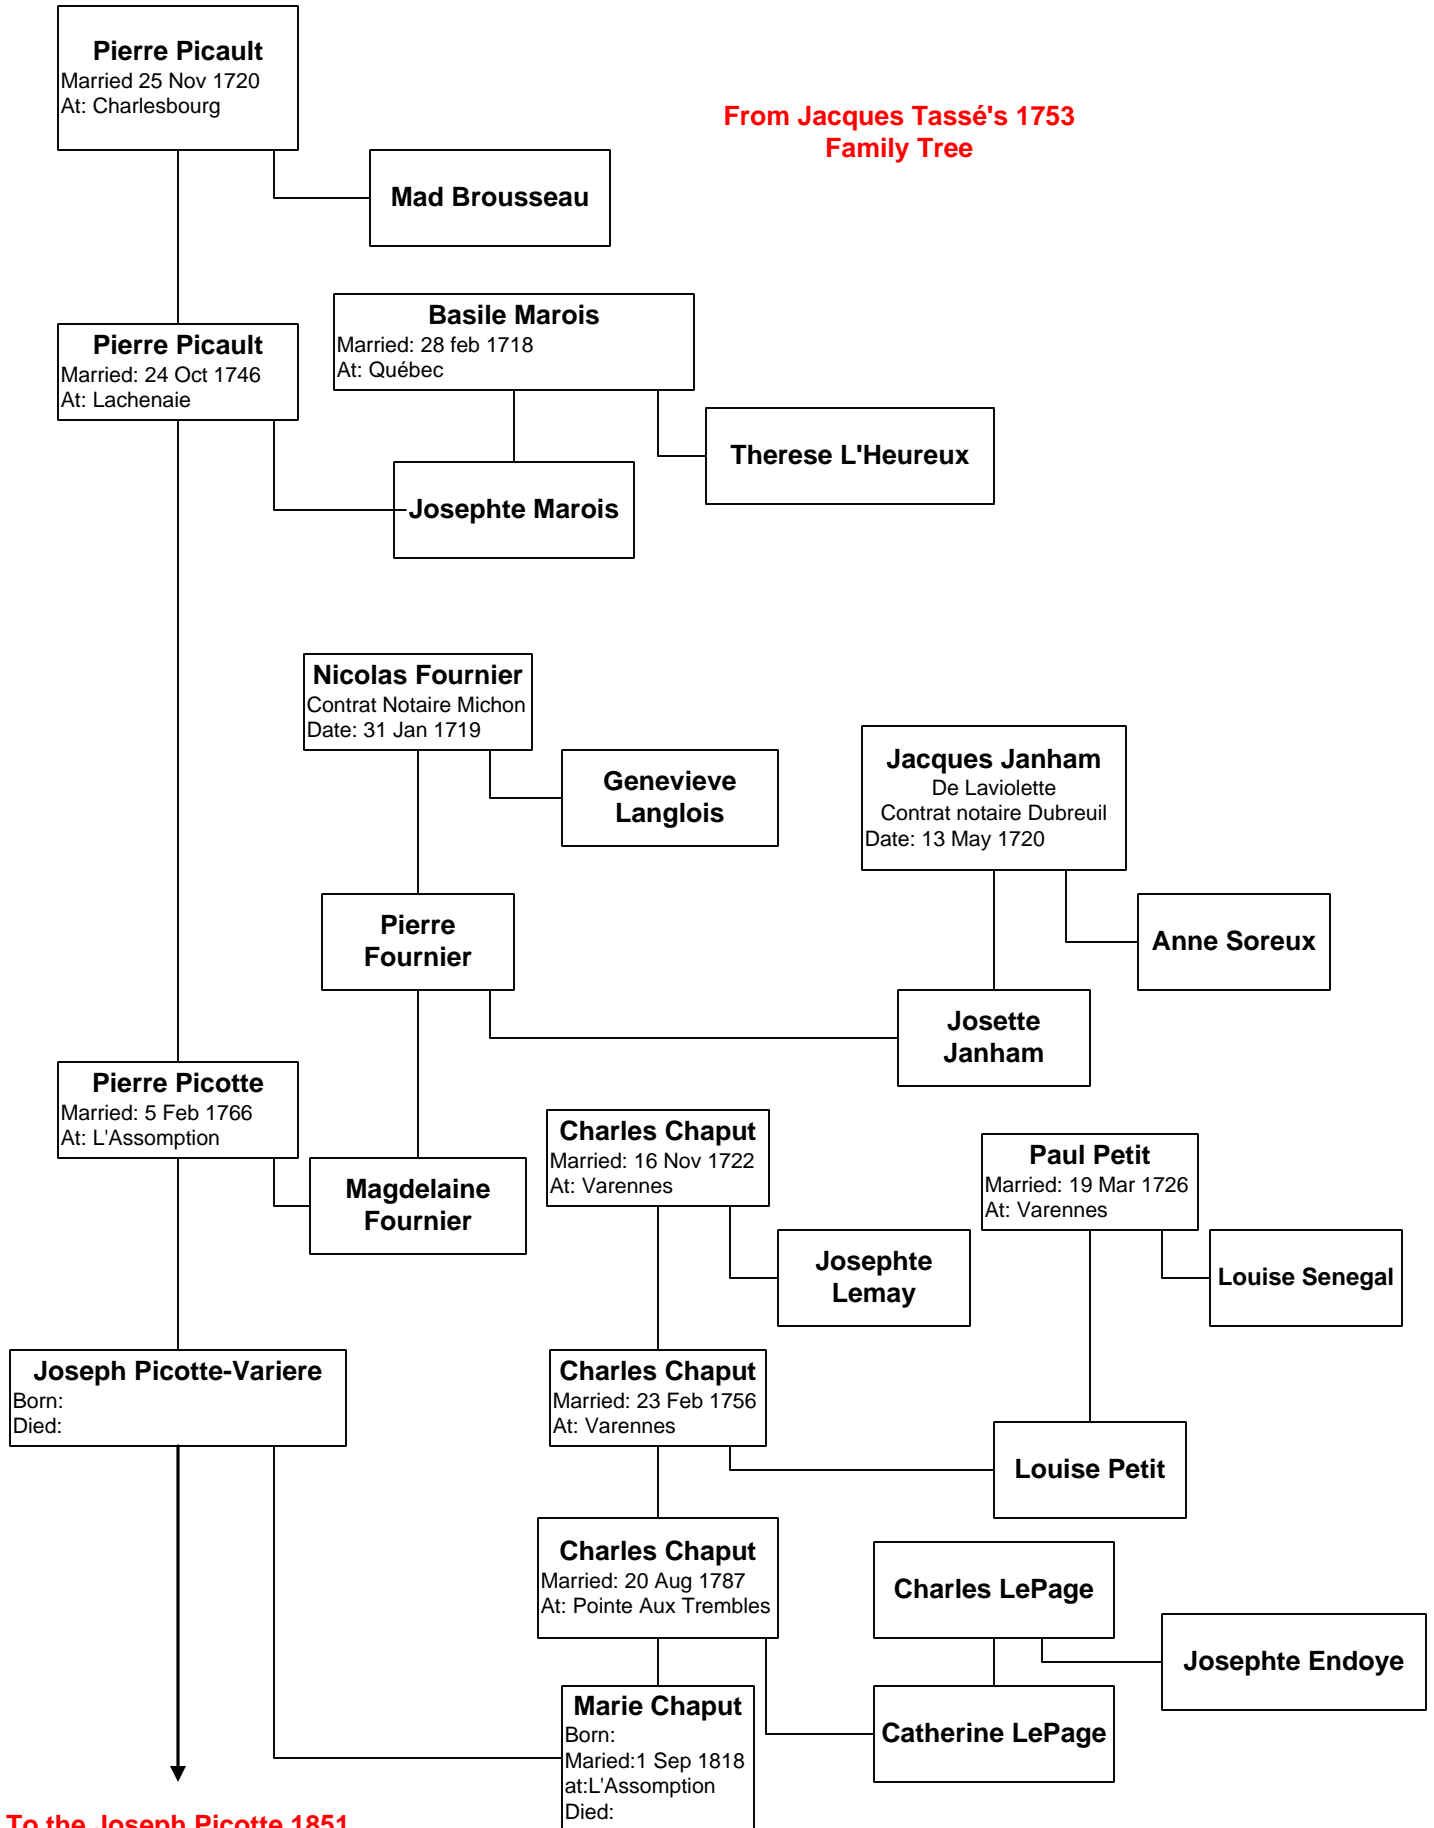 Pierre Picault
Married 25 Nov 1720
At: Charlesbourg
From Jacques Tassé's 1753
Family Tree
Mad Brousseau
Basile Marois
Married: 28 feb 1718
At: Québec
Pierre Picault
Married: 24 Oct 1746
At: Lachenaie
Therese L'Heureux
Josephte Marois
Nicolas Fournier
Contrat Notaire Michon
Date: 31 Jan 1719
Genevieve
Langlois
Jacques Janham
De Laviolette
Contrat notaire Dubreuil
Date: 13 May 1720
Pierre
Fournier
Anne Soreux
Josette
Janham
Pierre Picotte
Married: 5 Feb 1766
At: L'Assomption
Magdelaine
Fournier
Charles Chaput
Married: 16 Nov 1722
At: Varennes
Paul Petit
Married: 19 Mar 1726
At: Varennes
Josephte
Lemay
Louise Senegal
Joseph Picotte-Variere
Born:
Died:
Charles Chaput
Married: 23 Feb 1756
At: Varennes
Louise Petit
Charles Chaput
Married: 20 Aug 1787
At: Pointe Aux Trembles
Charles LePage
Josephte Endoye
Marie Chaput
Born:
Maried:1 Sep 1818
at:L'Assomption
Died:
Catherine LePage
To the Joseph Picotte 1851